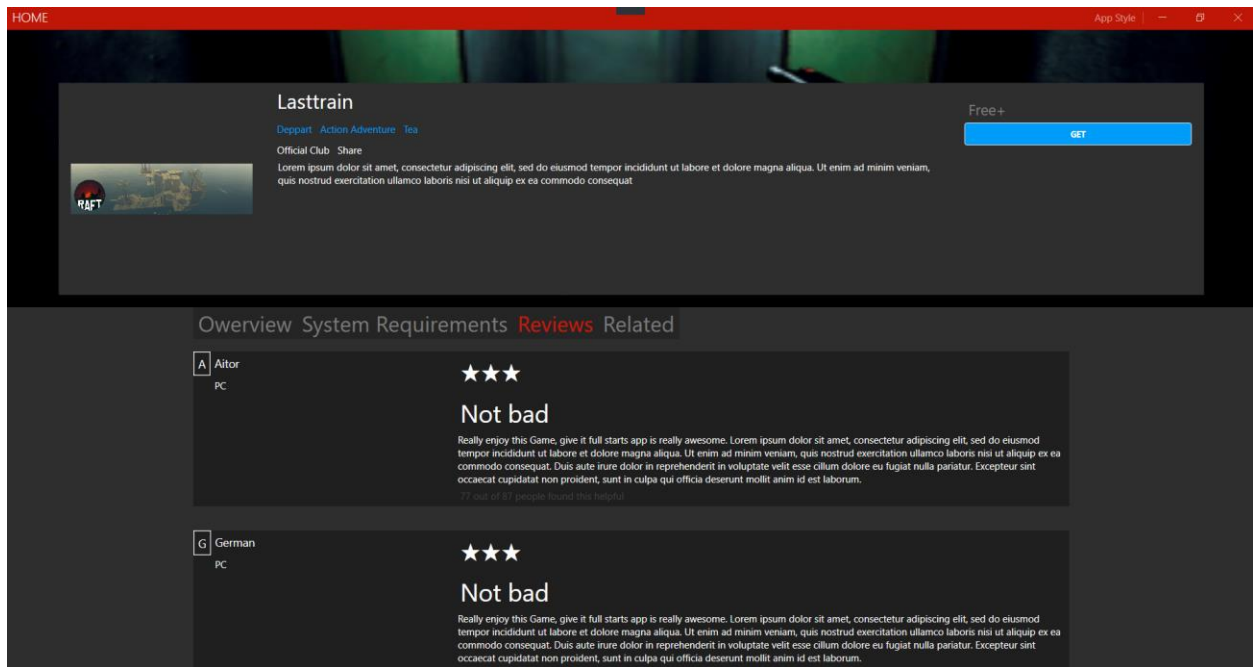 HOME
App Style
Lasttrain
Free+
Deppart Action Adventure Tea
GET
Official Club Share
Lorem ipsum dolor sit amet, consectetur adipiscing elit, sed do eiusmod tempor incididunt ut labore et dolore magna aliqua. Ut enim ad minim veniam,
quis nostrud exercitation ullamco laboris nisi ut aliquip ex ea commodo consequat
RAFT
Owerview System Requirements Reviews Related
A Aitor
PC
Not bad
Really enjoy this Game, give it full starts app is really awesome. Lorem ipsum dolor sit amet, consectetur adipiscing elit, sed do eiusmod
tempor incididunt ut labore et dolore magna aliqua. Ut enim ad minim veniam, quis nostrud exercitation ullamco laboris nisi ut aliquip ex ea
commodo consequat. Duis aute irure dolor in reprehenderit in voluptate velit esse cillum dolore eu fugiat nulla pariatur. Excepteur sint
occaecat cupidatat non proident, sunt in culpa qui officia deserunt mollit anim id est laborum.
77 out of 87 people found this helpful
G German
PC
Not bad
Really enjoy this Game, give it full starts app is really awesome. Lorem ipsum dolor sit amet, consectetur adipiscing elit, sed do eiusmod
tempor incididunt ut labore et dolore magna aliqua. Ut enim ad minim veniam, quis nostrud exercitation ullamco laboris nisi ut aliquip ex ea
commodo consequat. Duis aute irure dolor in reprehenderit in voluptate velit esse cillum dolore eu fugiat nulla pariatur. Excepteur sint
occaecat cupidatat non proident, sunt in culpa qui officia deserunt mollit anim id est laborum.